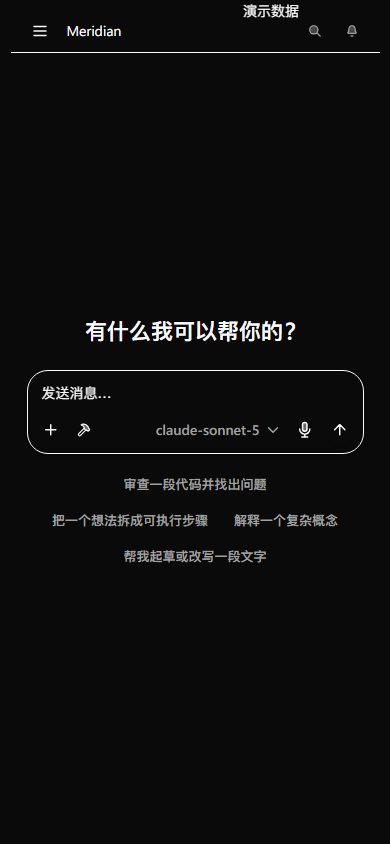 演示数据
Meridian
有什么我可以帮你的？
发送消息...
claude-sonnet-5
审查一段代码并找出问题
把一个想法拆成可执行步骤 解释一个复杂概念
帮我起草或改写一段文字